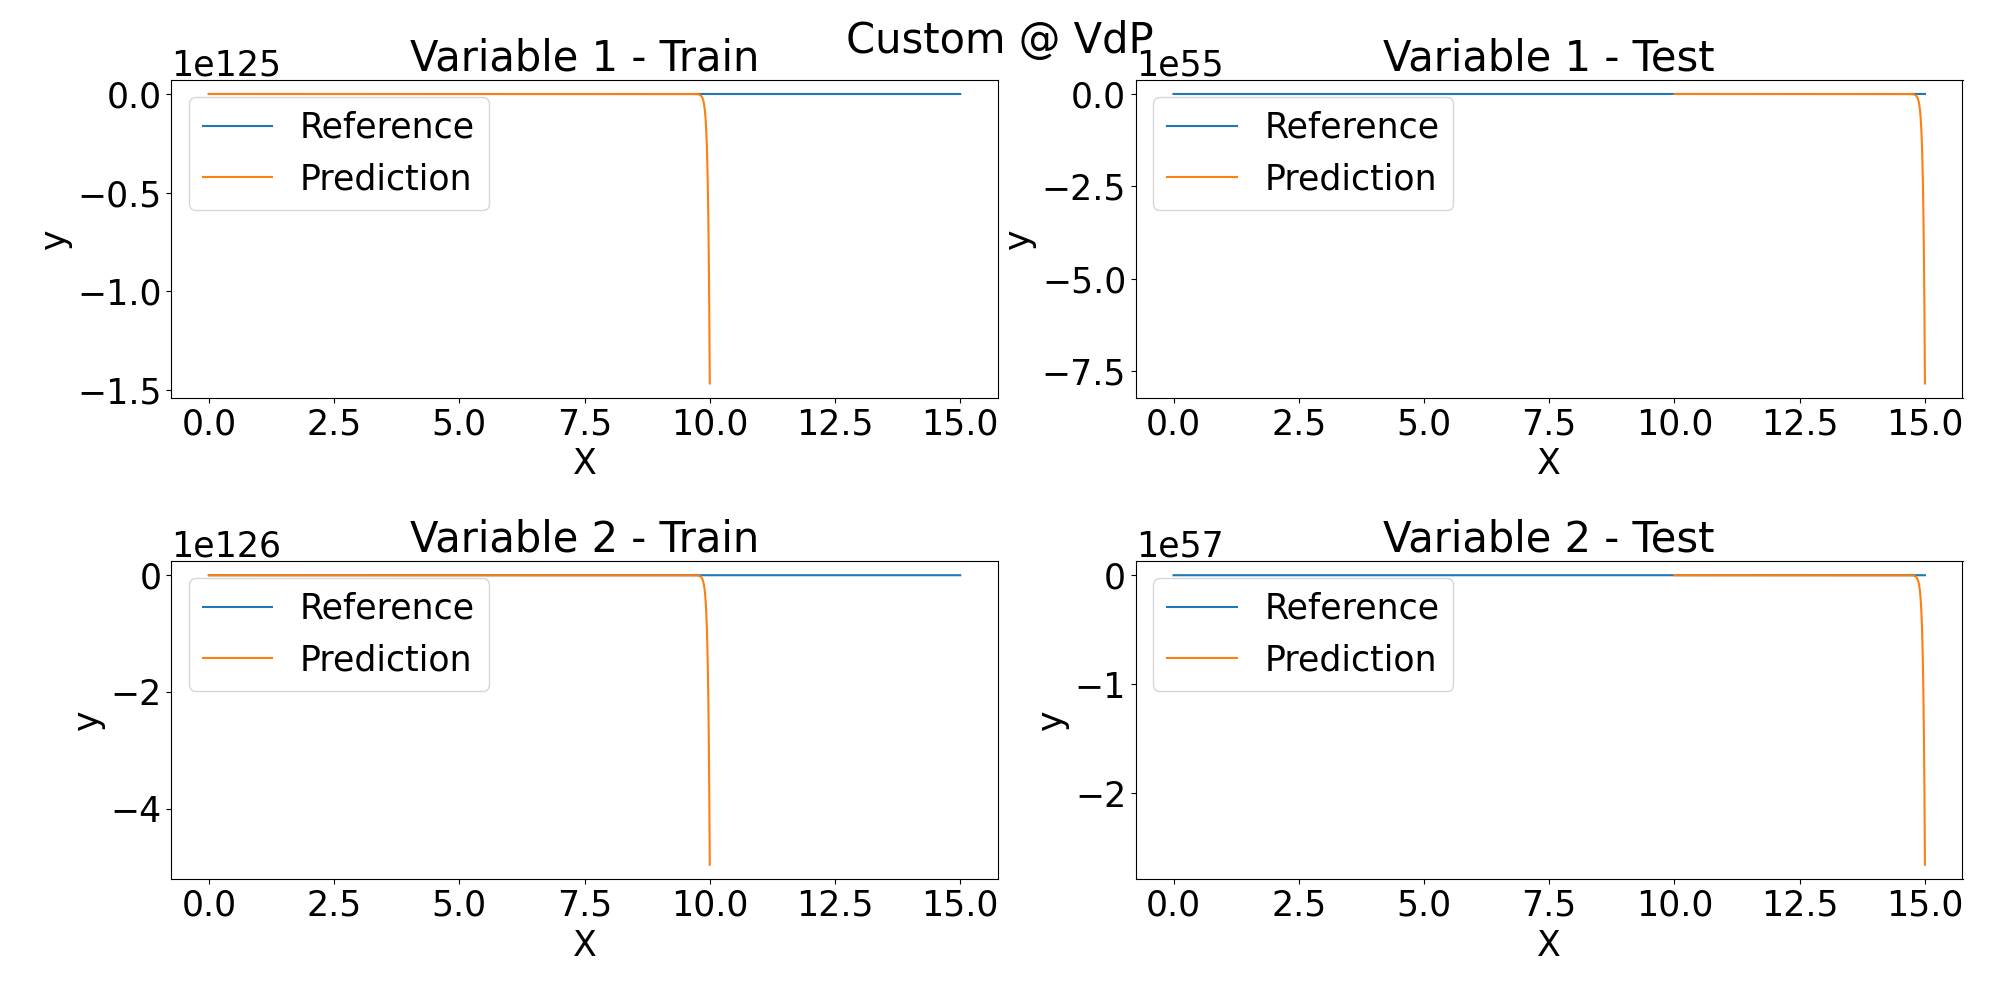 Custom @ VdP
Variable 1 - Train
1e125
0.0
−0.5
−1.0
−1.5
y
Reference
Prediction
0.0 2.5 5.0 7.5 10.0 12.5 15.0
X
Variable 1 - Test
1e55
0.0
−2.5
−5.0
−7.5
y
Reference
Prediction
0.0 2.5 5.0 7.5 10.0 12.5 15.0
X
Variable 2 - Train
1e126
0
−2
−4
y
Reference
Prediction
0.0 2.5 5.0 7.5 10.0 12.5 15.0
X
Variable 2 - Test
1e57
0
−1
−2
y
Reference
Prediction
0.0 2.5 5.0 7.5 10.0 12.5 15.0
X